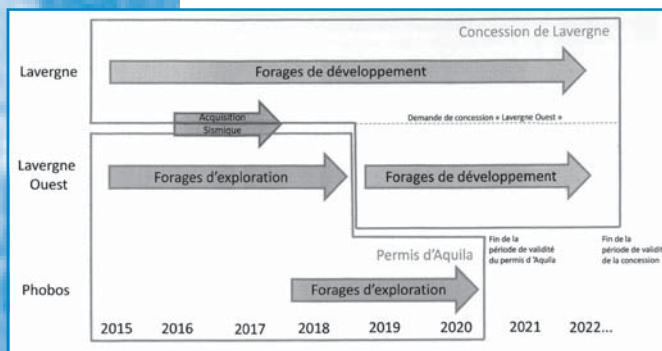 Concession de Lavergne
Lavergne
Forages de développement
Acquisition
Sismique
Demande de concession « Lavergne Ouest »
Lavergne
Ouest
Forages d'exploration
Forages de développement
Fin de la
période de validité
du permis d'Aquila
Fin de la
période de validité
de la concession
Permis d'Aquila
Phobos
Forages d'exploration
2015 2016 2017 2018 2019 2020 2021 2022...